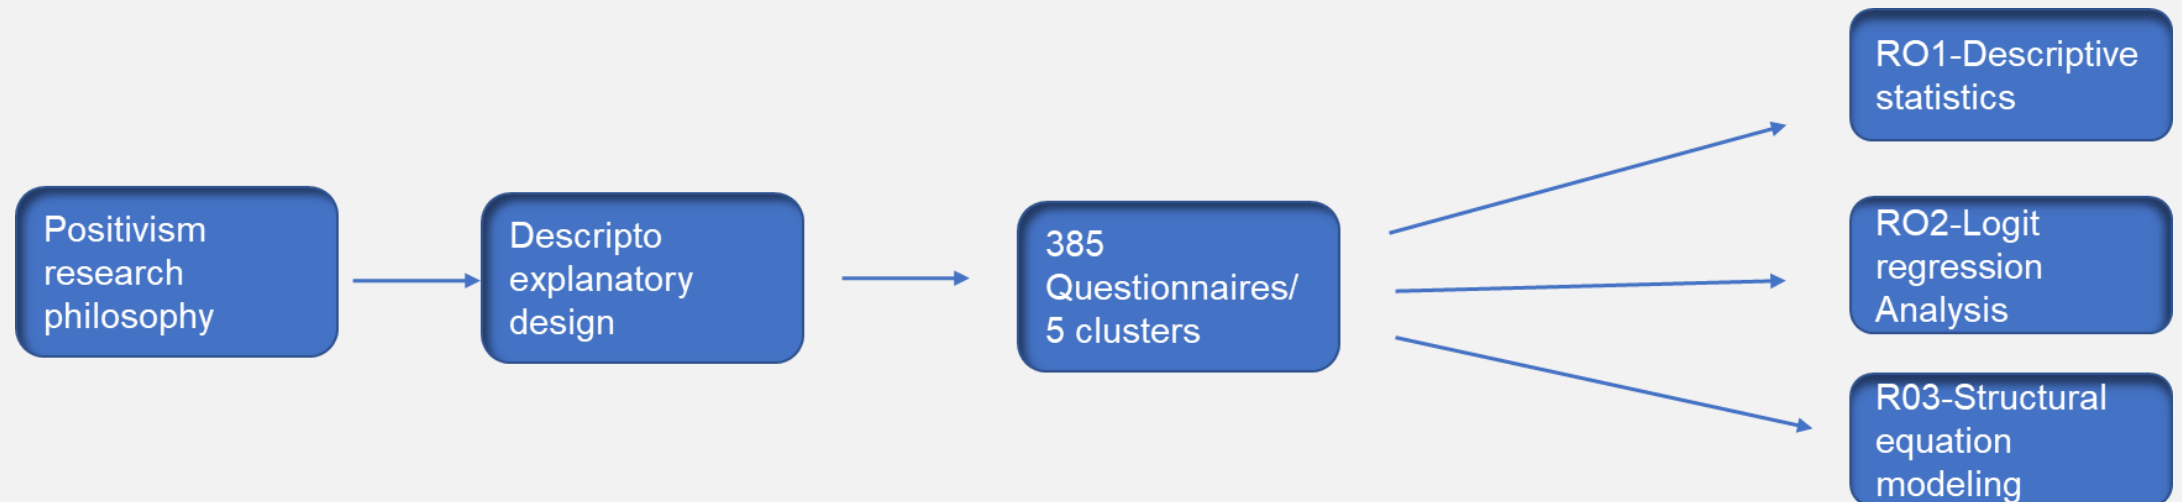 Positivism
research
philosophy
Descripto
explanatory
design
385
Questionnaires/
5 clusters
RO1-Descriptive
statistics
RO2-Logit
regression
Analysis
R03-Structural
equation
modeling